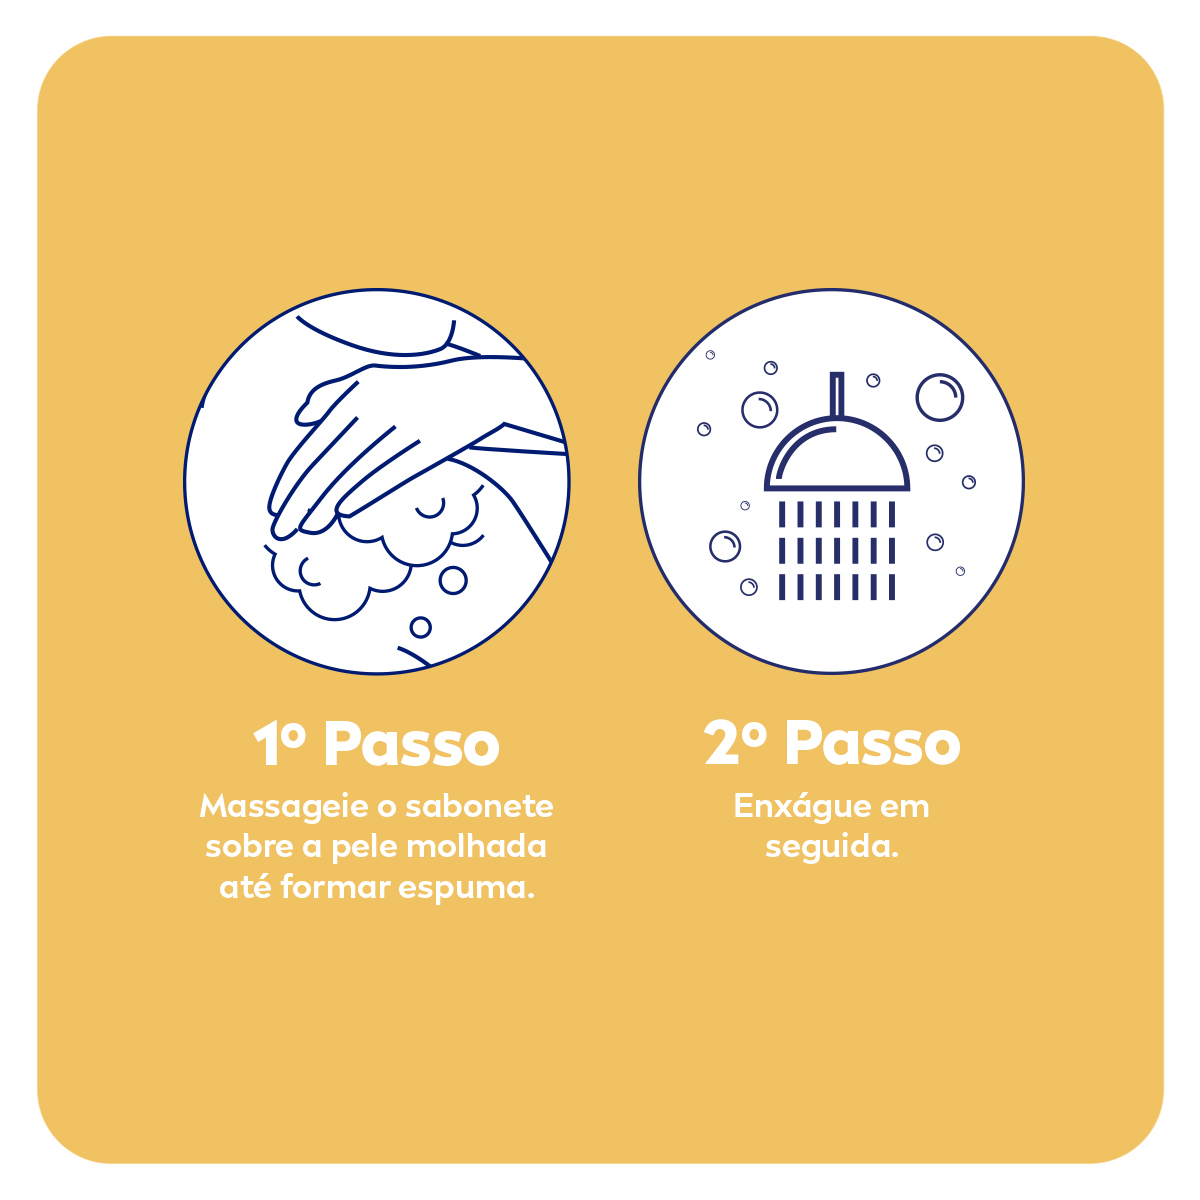 1º Passo
Massageie o sabonete
sobre a pele molhada
até formar espuma.
2º Passo
Enxágue em
seguida.